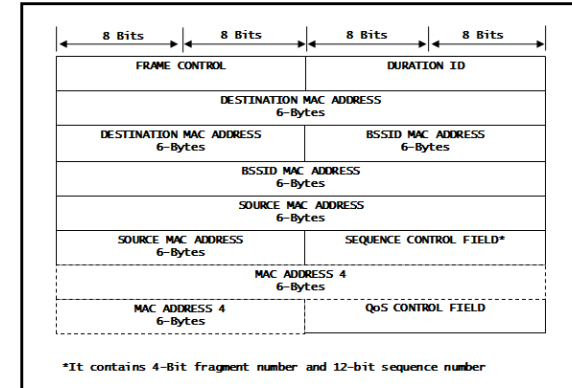 8 Bits 8 Bits 8 Bits 8 Bits
FRAME CONTROL DURATION ID
DESTINATION MAC ADDRESS
6-Bytes
DESTINATION MAC ADDRESS BSSID MAC ADDRESS
6-Bytes 6-Bytes
BSSID MAC ADDRESS
6-Bytes
SOURCE MAC ADDRESS
6-Bytes
SOURCE MAC ADDRESS SEQUENCE CONTROL FIELD*
6-Bytes
MAC ADDRESS 4
6-Bytes
MAC ADDRESS 4 QoS CONTROL FIELD
6-Bytes
*It contains 4-Bit fragment number and 12-bit sequence number